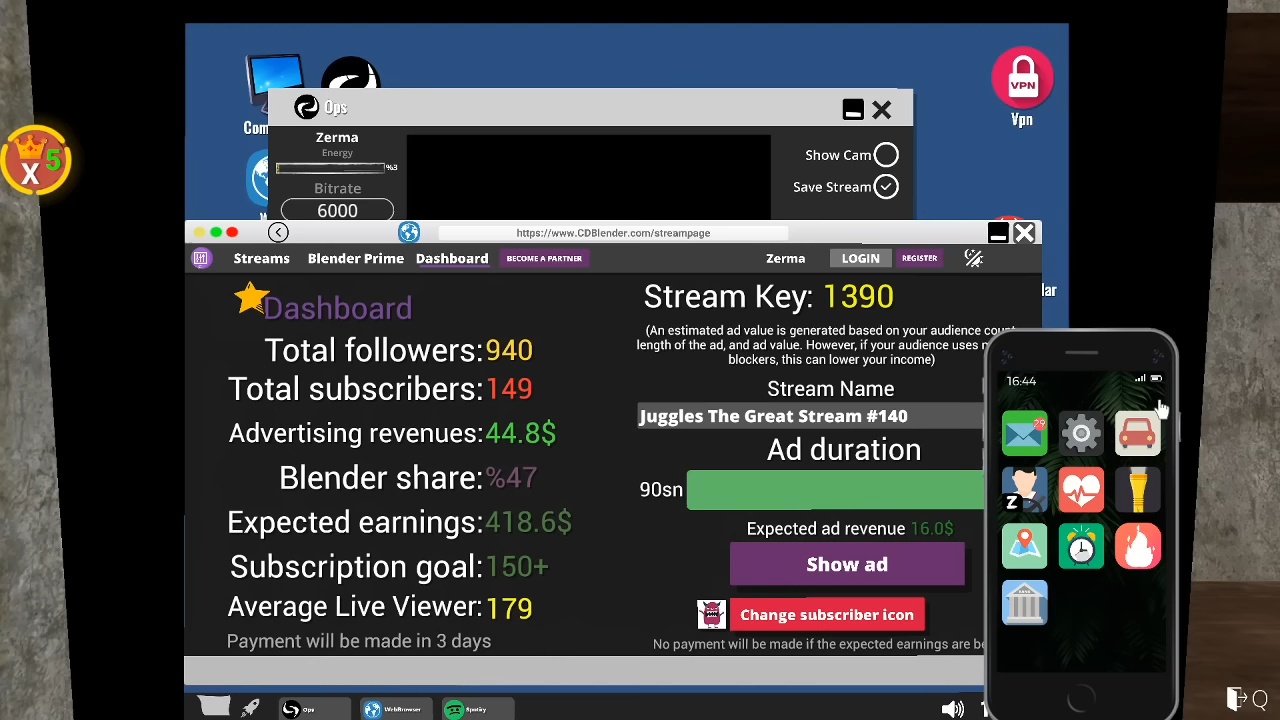 VPN
Vpn
Com
Ops
Zerma
Energy
%3
Bitrate
6000
Show Cam
Save Stream
X 5
https://www.CDBlender.com/streampage
Streams
Blender Prime
Dashboard
BECOME A PARTNER
Zerma
LOGIN
REGISTER
Dashboard
Total followers:940
Total subscribers:149
Advertising revenues:44.8$
Blender share:%47
Expected earnings:418.6$
Subscription goal:150+
Average Live Viewer:179
Payment will be made in 3 days
Stream Key: 1390
(An estimated ad value is generated based on your audience count
length of the ad, and ad value. However, if your audience uses
blockers, this can lower your income)
Stream Name
Juggles The Great Stream #140
Ad duration
90sn
Expected ad revenue 16.0$
Show ad
Change subscriber icon
No payment will be made if the expected earnings are be
16:44
29
Z
BANK
Ops
WebBrowser
Spotiky
Q